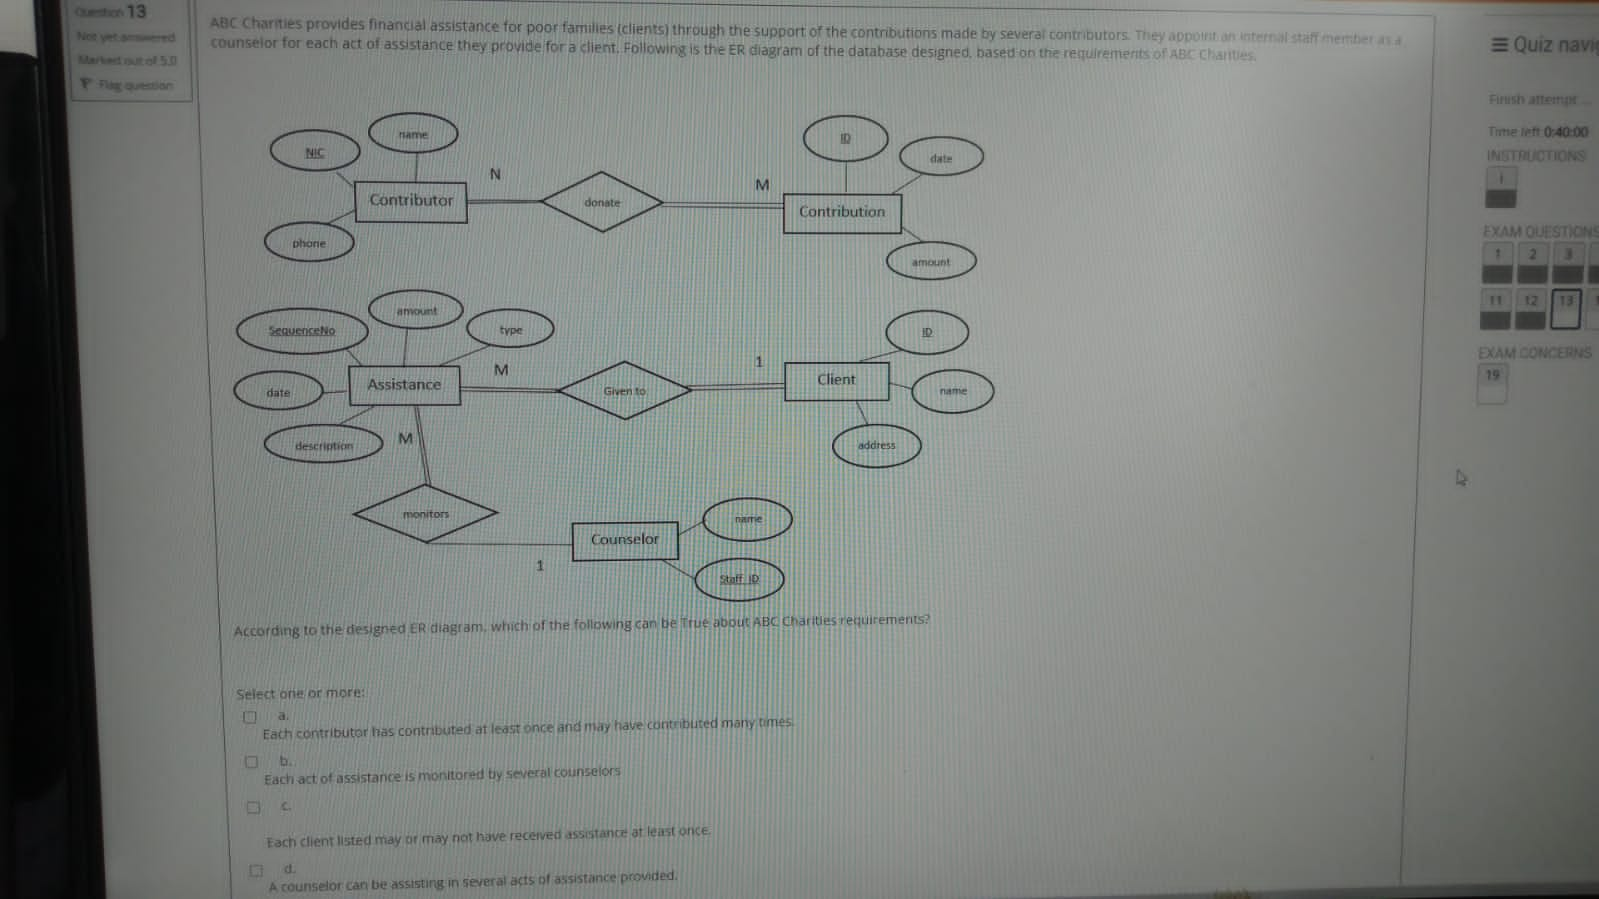 Question 13
Not yet answered
Marked out of 5.0
Flag question
ABC Charities provides financial assistance for poor families (clients) through the support of the contributions made by several contributors. They appoint an internal staff member as a
counselor for each act of assistance they provide for a client. Following is the ER diagram of the database designed, based on the requirements of ABC Charities.
NIC
name
Contributor
phone
N
donate
M
ID
date
Contribution
amount
SequenceNo
amount
type
date
Assistance
description
M
Given to
1
ID
Client
name
address
M
monitors
1
Counselor
name
Staff_ID
According to the designed ER diagram, which of the following can be True about ABC Charities requirements?
Select one or more:
a.
Each contributor has contributed at least once and may have contributed many times.
b.
Each act of assistance is monitored by several counselors
c.
Each client listed may or may not have received assistance at least once.
d.
A counselor can be assisting in several acts of assistance provided.
Quiz navi
Finish attempt ...
Time left 0:40:00
INSTRUCTIONS
i
EXAM QUESTIONS
1 2 3
11 12 13
EXAM CONCERNS
19